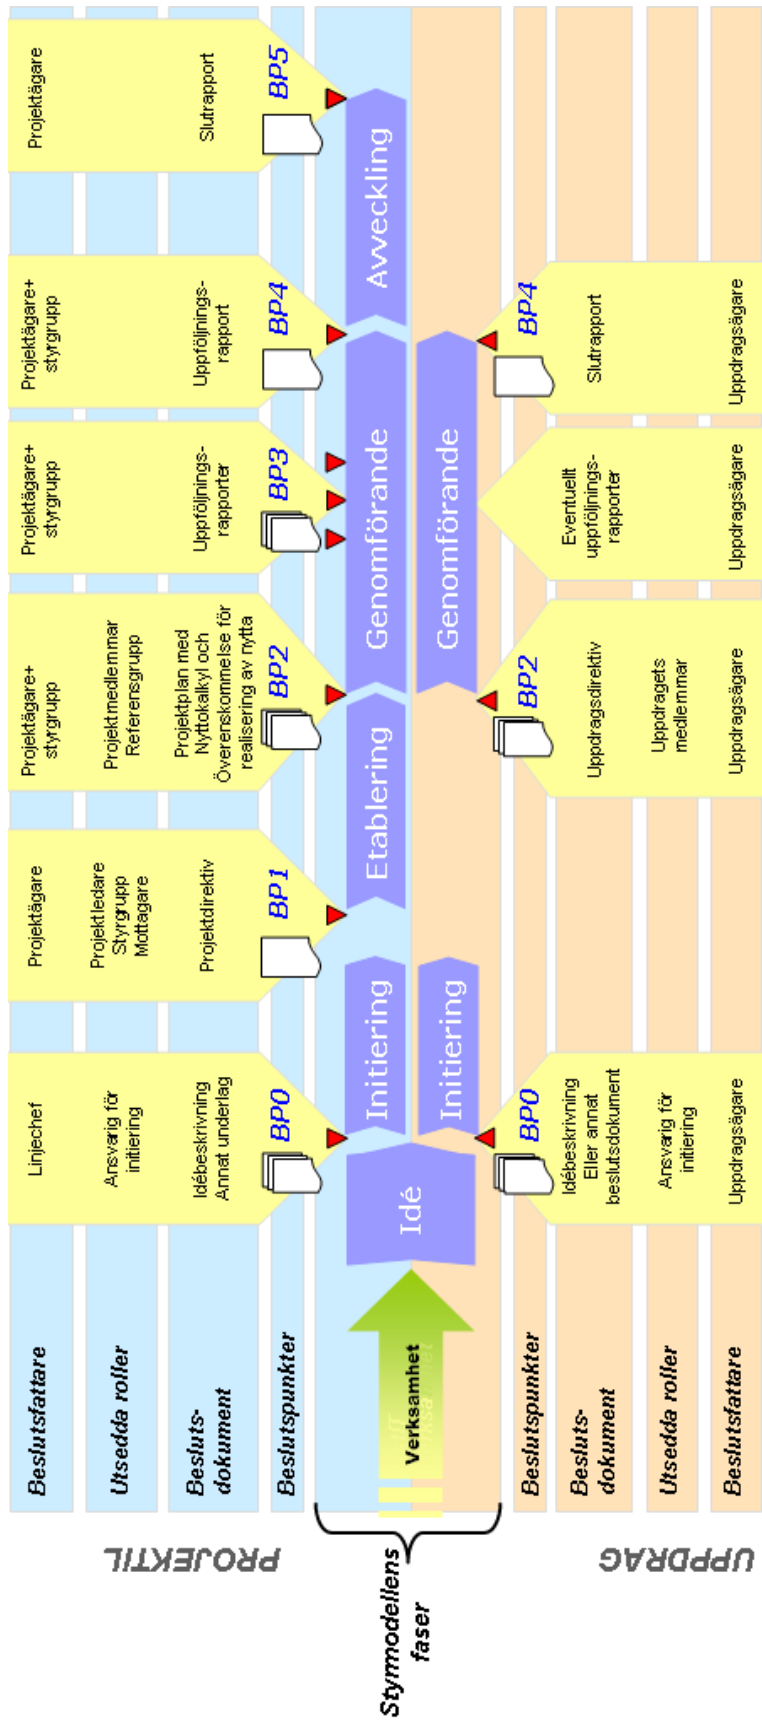 PROJEKTIL
Beslutsfattare
Linjechef
Projektägare
Projektägare+
styrgrupp
Projektägare+
styrgrupp
Projektägare+
styrgrupp
Projektägare
Utsedda roller
Ansvarig för
initiering
Projektledare
Styrgrupp
Mottagare
Projektmedlemmar
Referensgrupp
Besluts-
dokument
Idébeskrivning
Annat underlag
Projektdirektiv
Projektplan med
Nyttokalkyl och
Överenskommelse för
realisering av nytta
Uppföljnings-
rapporter
Uppföljnings-
rapport
Slutrapport
Beslutspunkter
BP0
BP1
BP2
BP3
BP4
BP5
Styrmodellens
faser
Verksamhet
Idé
Initiering
Etablering
Genomförande
Avveckling
Initiering
Genomförande
UPPDRAG
Beslutspunkter
BP0
BP2
BP4
Besluts-
dokument
Idébeskrivning
Eller annat
beslutsdokument
Uppdragsdirektiv
Eventuellt
uppföljnings-
rapporter
Slutrapport
Utsedda roller
Ansvarig för
initiering
Uppdragets
medlemmar
Beslutsfattare
Uppdragsägare
Uppdragsägare
Uppdragsägare
Uppdragsägare